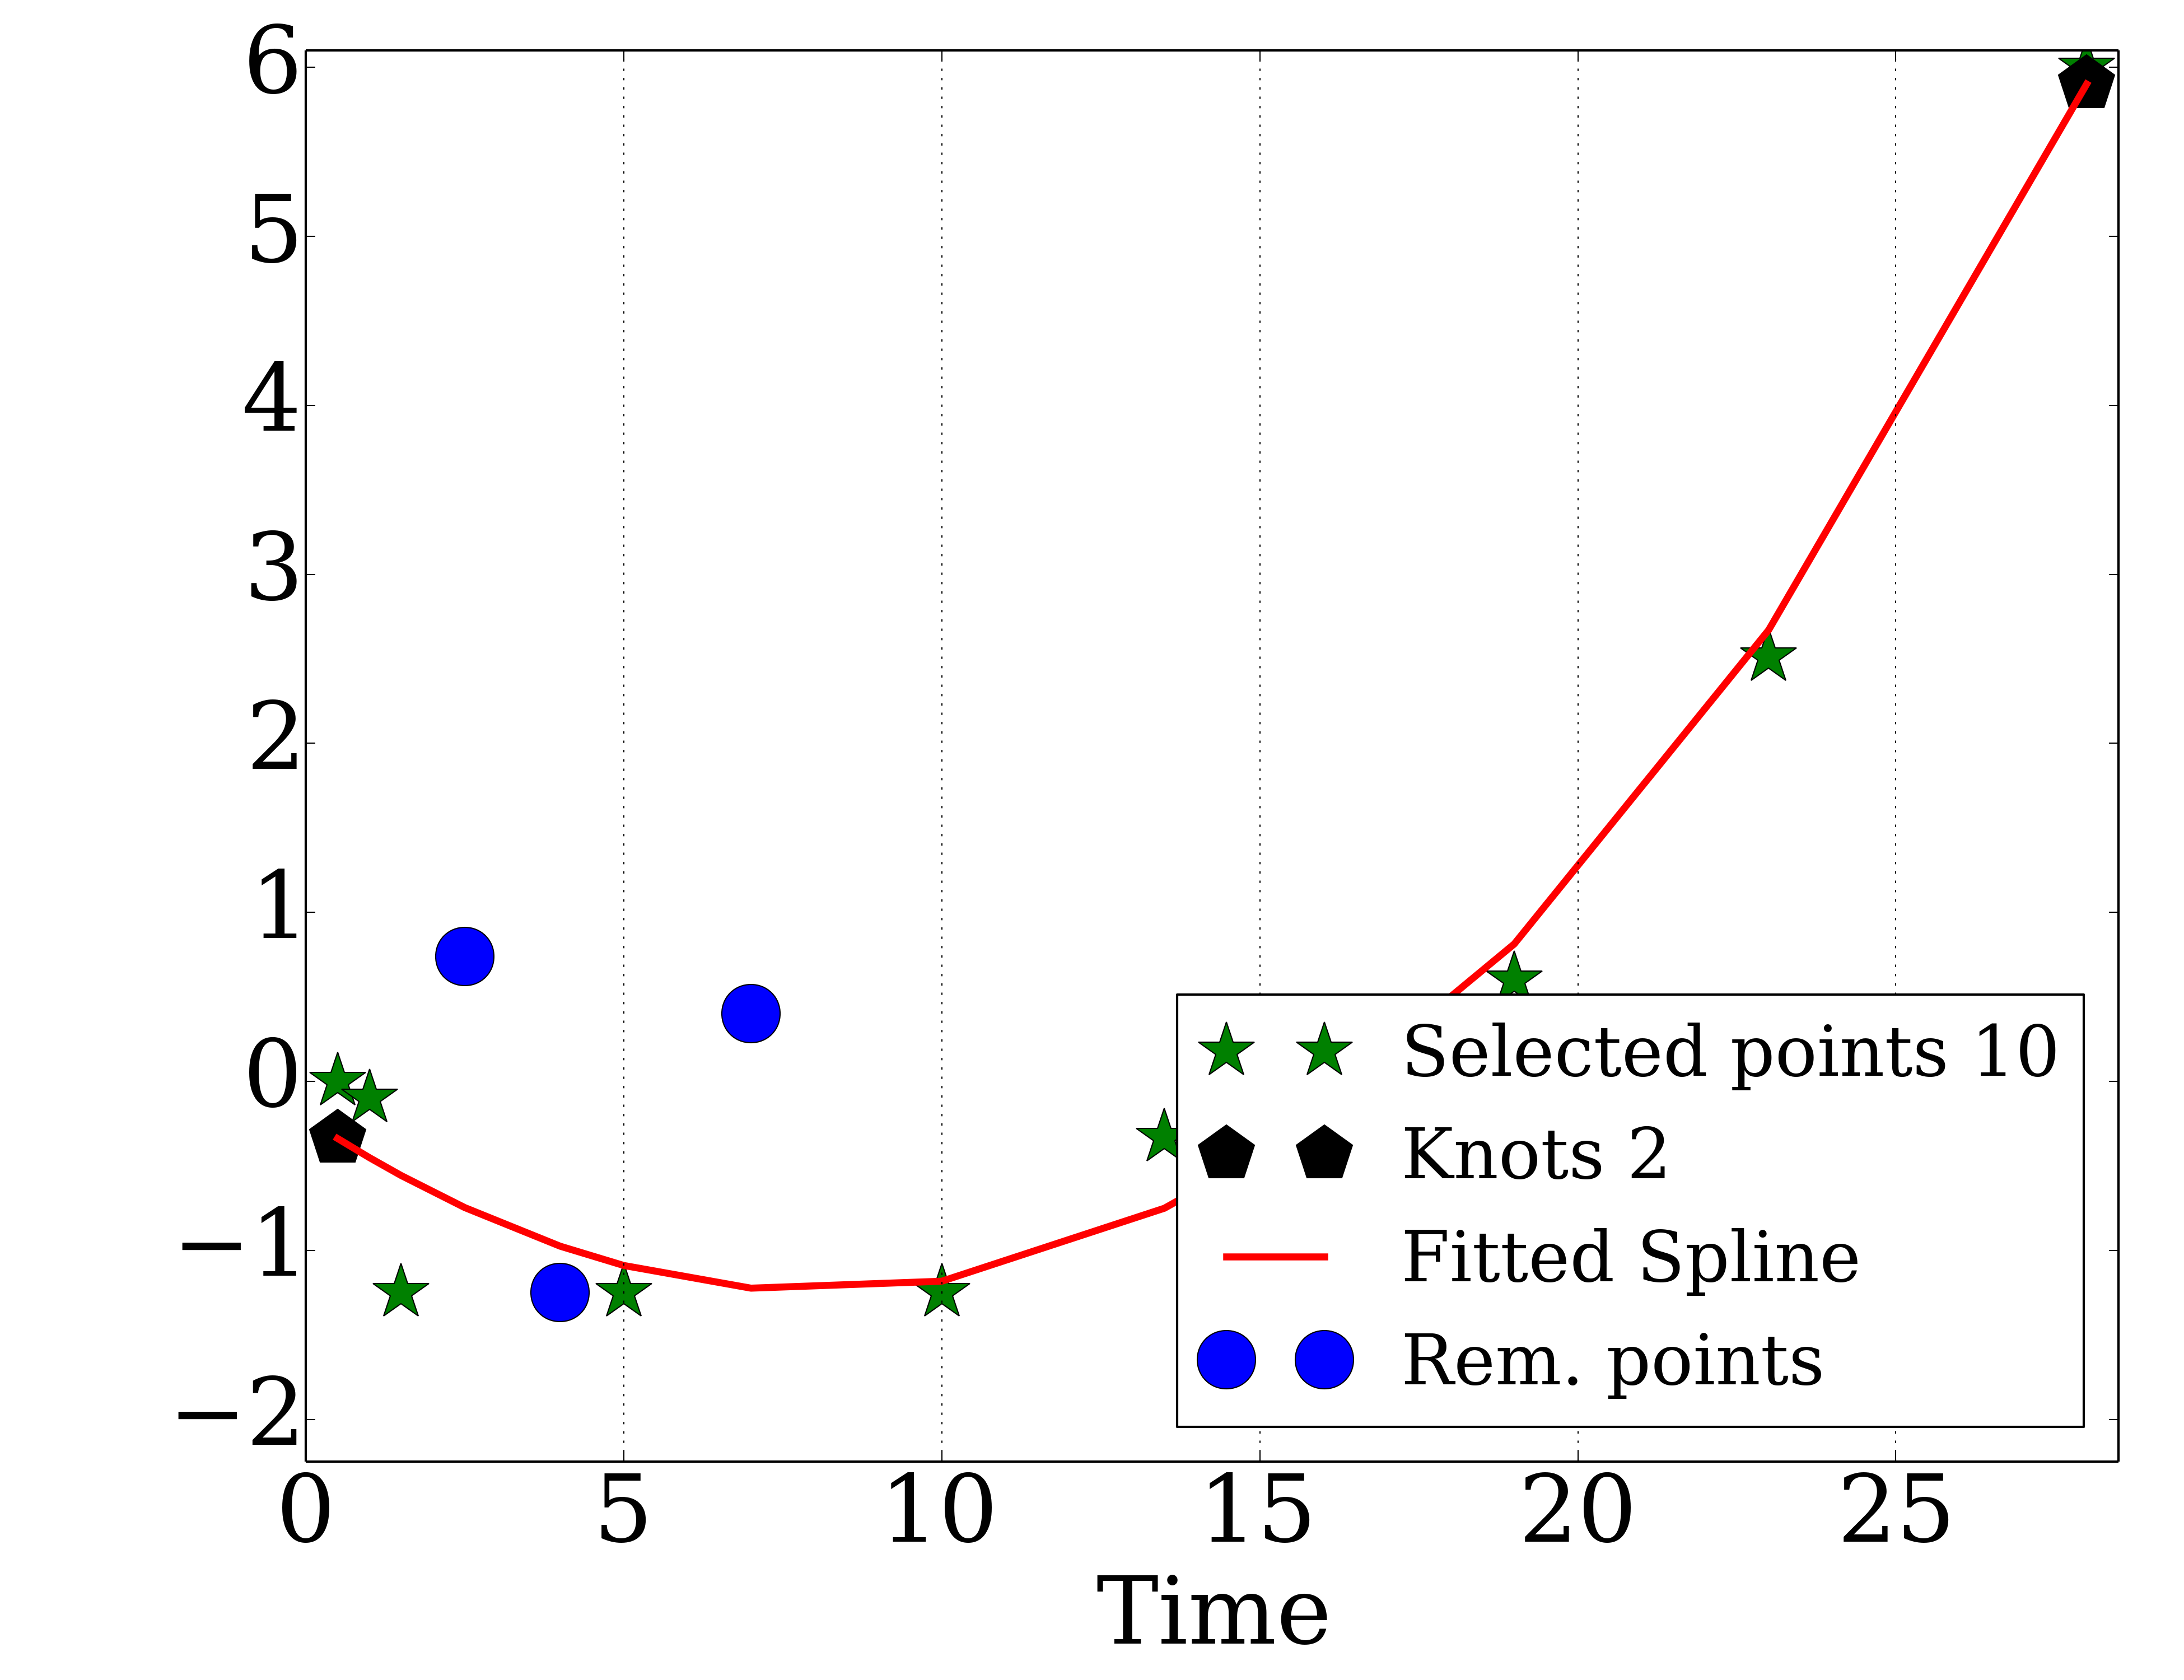 6
5
4
3
2
1
0
−1
−2
Selected points 10
Knots 2
Fitted Spline
Rem. points
0 5 10 15 20 25
Time